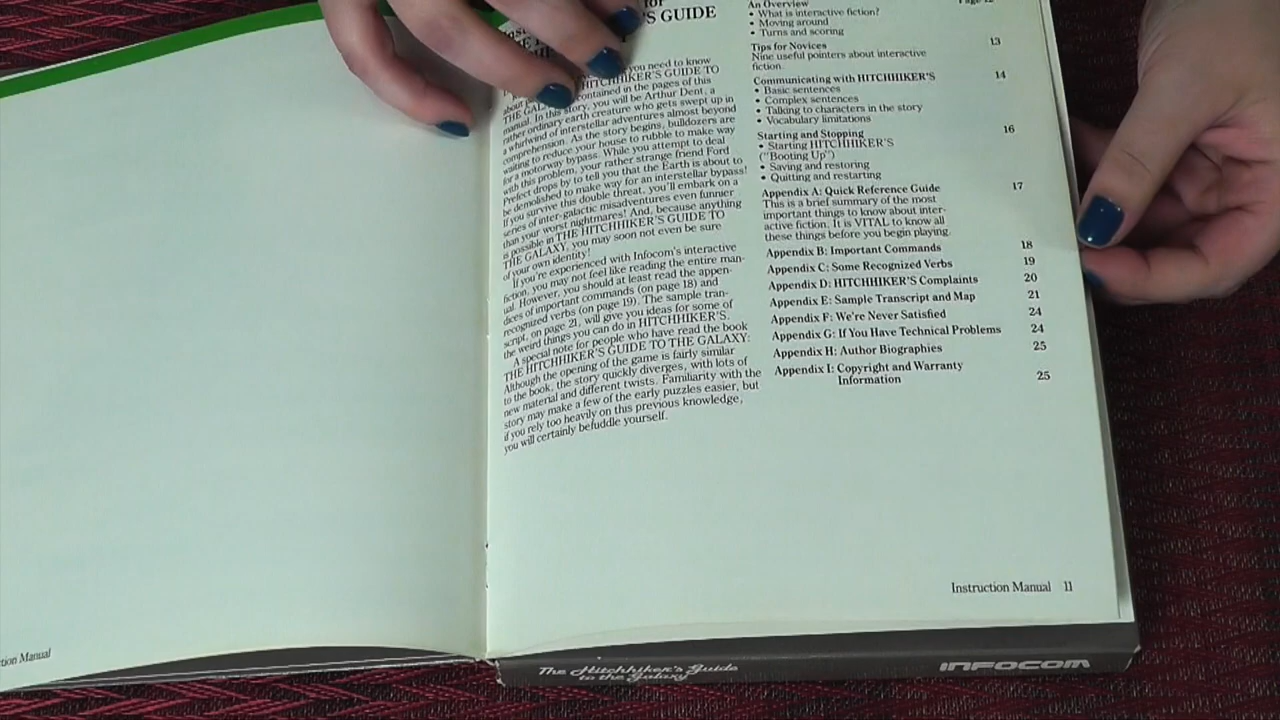 for
'S GUIDE
you need to know
HITCHHIKER'S GUIDE TO
THE contained in the pages of this
manual. In this story, you will be Arthur Dent, a
rather ordinary earth creature who gets swept up in
a whirlwind of interstellar adventures almost beyond
comprehension. As the story begins, bulldozers are
waiting to reduce your house to rubble to make way
for a motorway bypass. While you attempt to deal
with this problem, your rather strange friend Ford
Prefect drops by to tell you that the Earth is about to
be demolished to make way for an interstellar bypass!
If you survive this double threat, you'll embark on a
series of inter-galactic misadventures even funnier
than your worst nightmares! And, because anything
is possible in THE HITCHHIKER'S GUIDE TO
THE GALAXY, you may soon not even be sure
of your own identity!
If you're experienced with Infocom's interactive
fiction, you may not feel like reading the entire man-
ual. However, you should at least read the appen-
dices of important commands (on page 18) and
recognized verbs (on page 19). The sample tran-
script, on page 21, will give you ideas for some of
the weird things you can do in HITCHHIKER'S.
A special note for people who have read the book
THE HITCHHIKER'S GUIDE TO THE GALAXY:
Although the opening of the game is fairly similar
to the book, the story quickly diverges, with lots of
new material and different twists. Familiarity with the
story may make a few of the early puzzles easier, but
if you rely too heavily on this previous knowledge,
you will certainly befuddle yourself.
An Overview Page 12
• What is interactive fiction?
• Moving around
• Turns and scoring
Tips for Novices 13
Nine useful pointers about interactive
fiction.
Communicating with HITCHHIKER'S 14
• Basic sentences
• Complex sentences
• Talking to characters in the story
• Vocabulary limitations
Starting and Stopping 16
• Starting HITCHHIKER'S
("Booting Up")
• Saving and restoring
• Quitting and restarting
Appendix A: Quick Reference Guide 17
This is a brief summary of the most
important things to know about inter-
active fiction. It is VITAL to know all
these things before you begin playing.
Appendix B: Important Commands 18
Appendix C: Some Recognized Verbs 19
Appendix D: HITCHHIKER'S Complaints 20
Appendix E: Sample Transcript and Map 21
Appendix F: We're Never Satisfied 24
Appendix G: If You Have Technical Problems 24
Appendix H: Author Biographies 25
Appendix I: Copyright and Warranty
Information 25
Instruction Manual 11
tion Manual
The Hitchhiker's Guide
to the Galaxy
INFOCOM